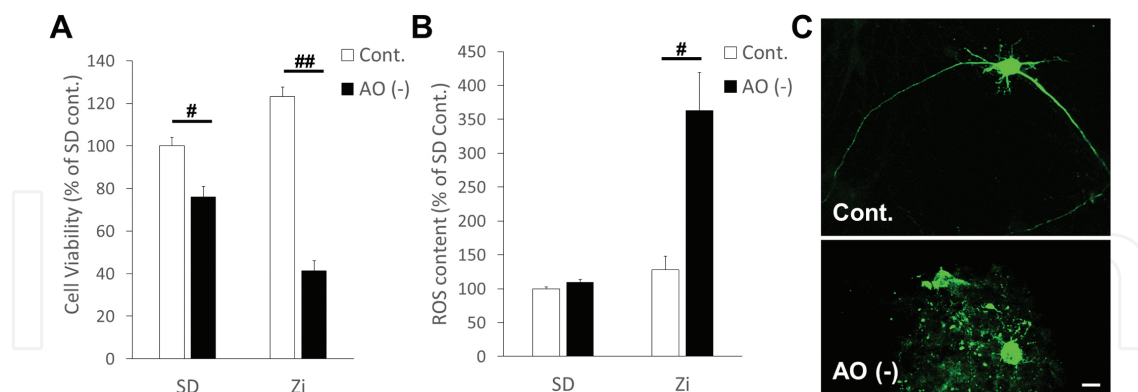 A
Cell Viability (% of SD cont.)
140
120
100
80
60
40
20
0
#
##
Cont.
AO (-)
SD
Zi
B
ROS content (% of SD Cont.)
450
400
350
300
250
200
150
100
50
0
#
Cont.
AO (-)
SD
Zi
C
Cont.
AO (-)